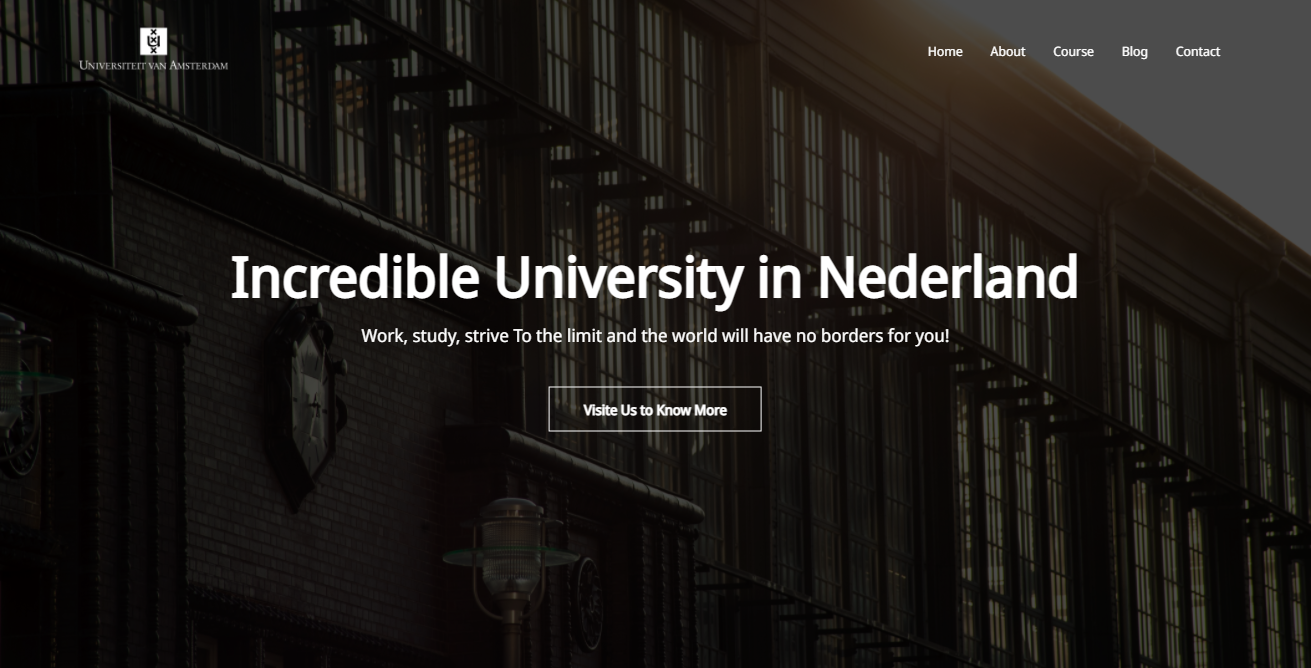 UNIVERSITEIT VAN AMSTERDAM
Home About Course Blog Contact
Incredible University in Nederland
Work, study, strive To the limit and the world will have no borders for you!
Visite Us to Know More